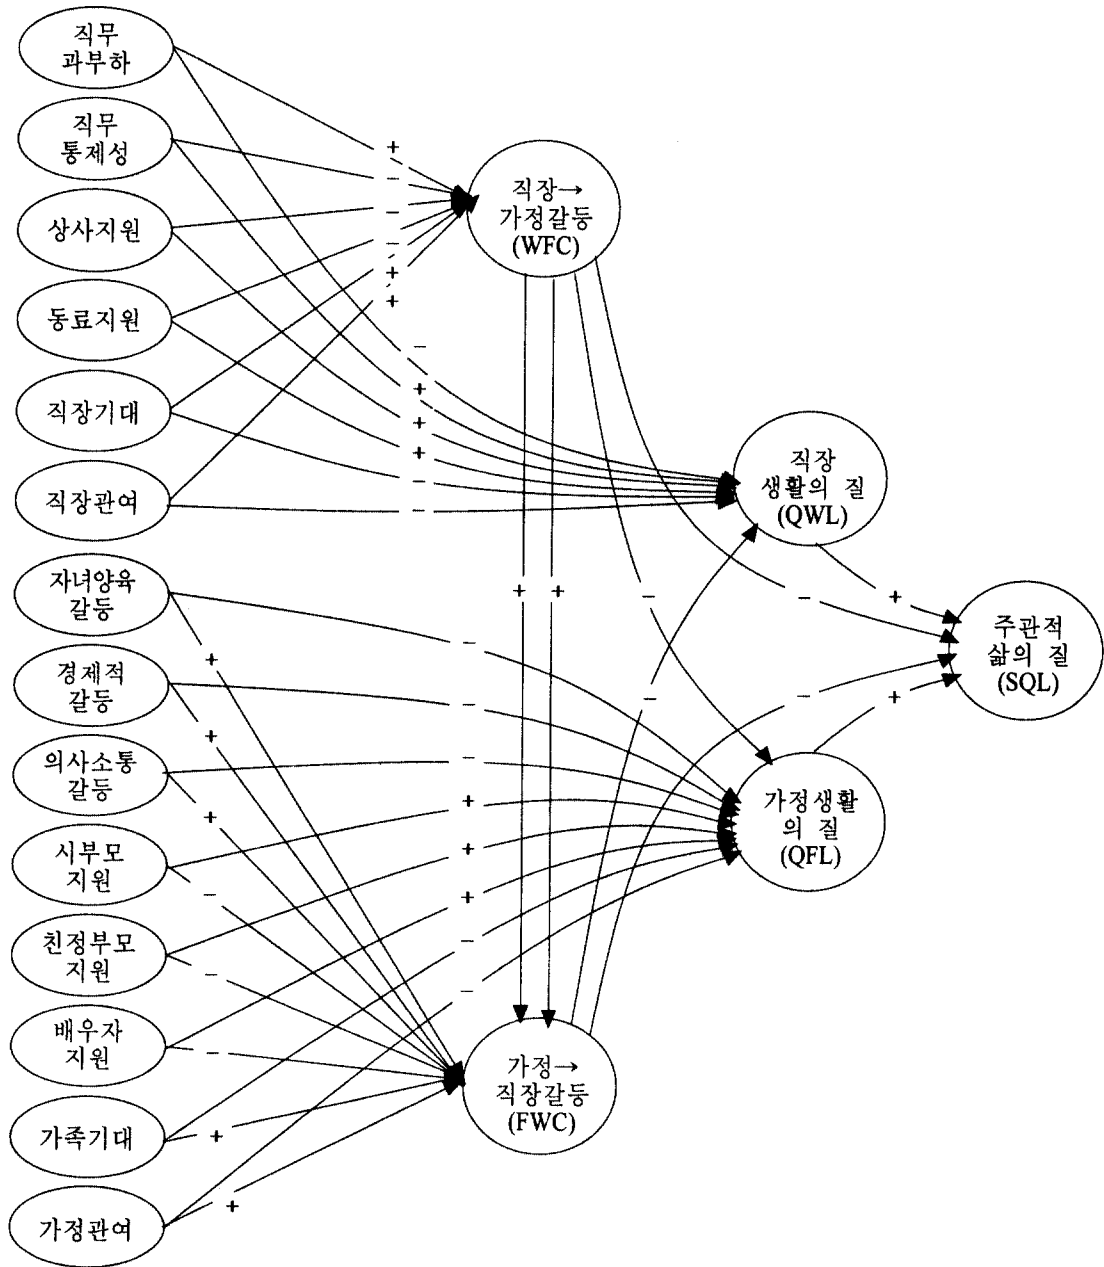 직무
과부하
직무
통제성
상사지원
동료지원
직장기대
직장관여
자녀양육
갈등
경제적
갈등
의사소통
갈등
시부모
지원
친정부모
지원
배우자
지원
가족기대
가정관여
직장→
가정갈등
(WFC)
가정→
직장갈등
(FWC)
직장
생활의 질
(QWL)
가정생활
의 질
(QFL)
주관적
삶의 질
(SQL)
+
−
−
−
+
+
−
+
+
+
−
−
+ +
−
−
−
−
+
+
−
−
−
+
+
+
−
−
+
+
+
−
−
−
+
+